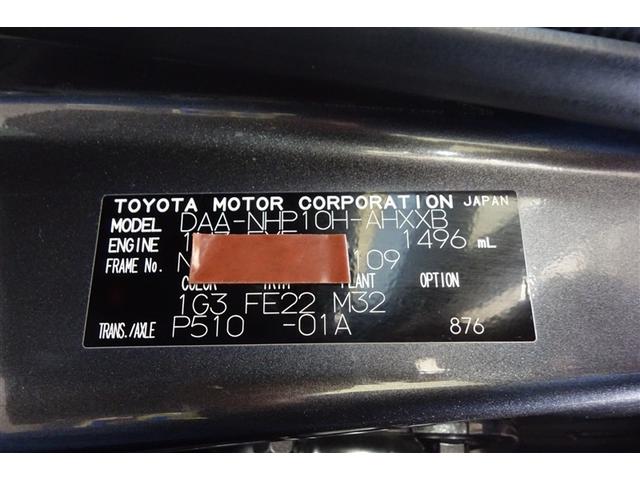 TOYOTA MOTOR CORPORATION JAPAN
MODEL DAA-NHP10H-AHXXB
ENGINE 1496 mL
FRAME No. 109
COLOR TRIM PLANT OPTION
1G3 FE22 M32
TRANS./AXLE P510 -01A 876